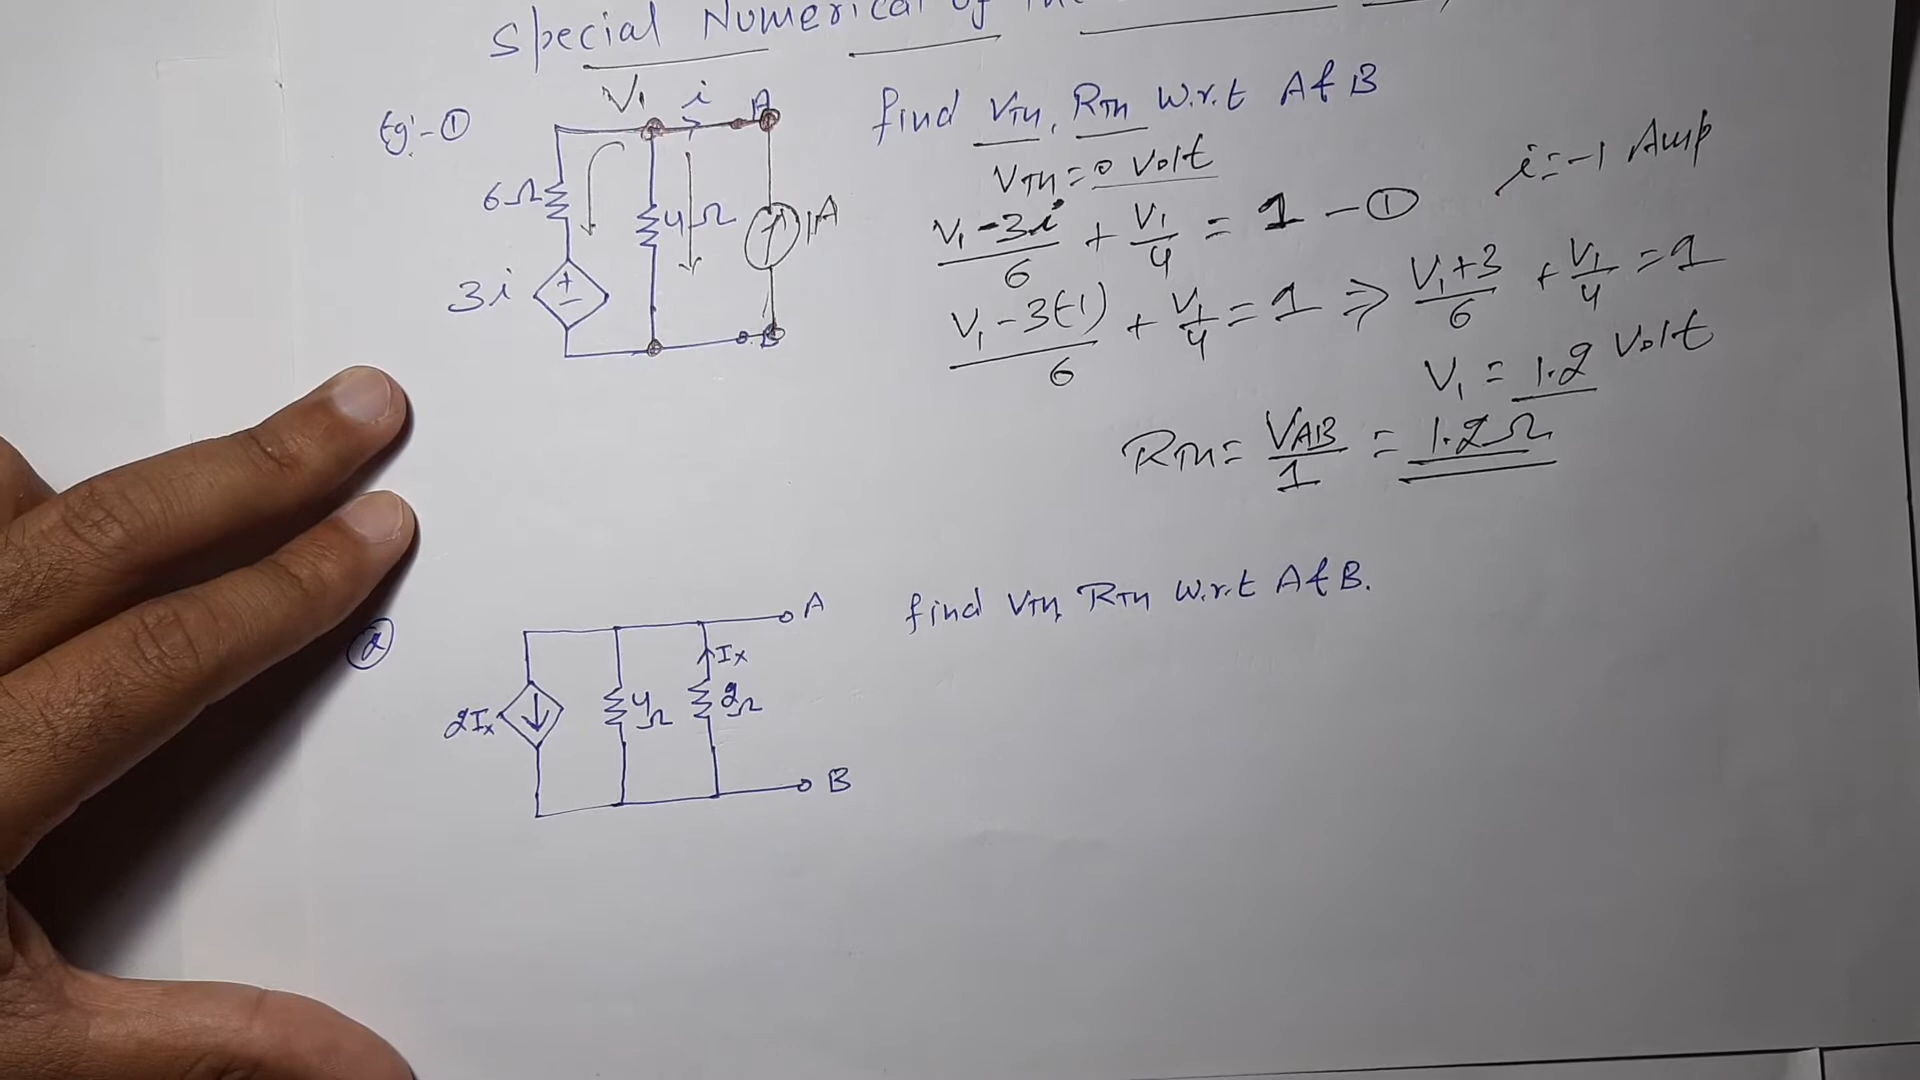 Special Numerical of
Eg:- ①
V₁
i
A
6Ω
4Ω
1A
3i
+
-
B
find VTH, RTH W.r.t A & B
VTH = 0 Volt
i = -1 Amp
V₁ - 3i / 6 + V₁ / 4 = 1 - ①
V₁ - 3(-1) / 6 + V₁ / 4 = 1 ⇒ V₁ + 3 / 6 + V₁ / 4 = 1
V₁ = 1.2 Volt
RTH = VAB / 1 = 1.2Ω
②
A
Ix
2Ix
4Ω
2Ω
B
find VTH, RTH W.r.t A & B.